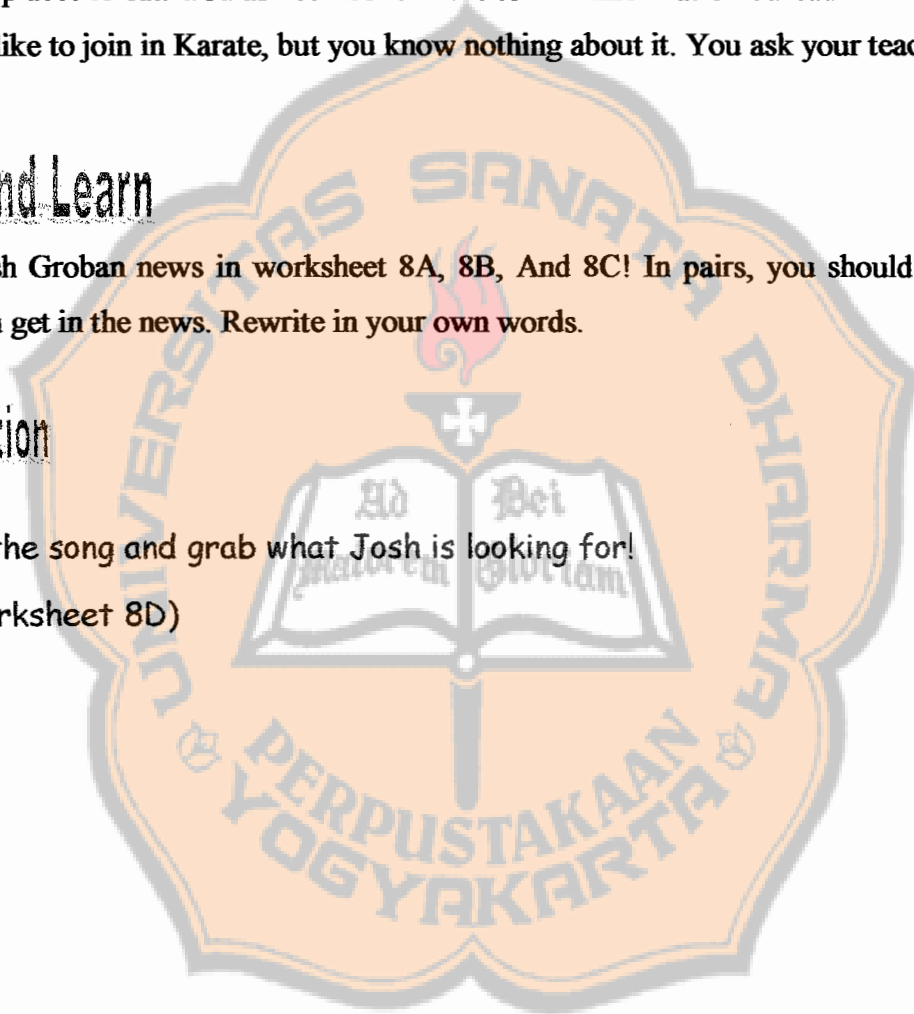 like to join in Karate, but you know nothing about it. You ask your teac
nd Learn
sh Groban news in worksheet 8A, 8B, And 8C! In pairs, you should
get in the news. Rewrite in your own words.
tion
the song and grab what Josh is looking for!
rksheet 8D)
UNIVERSITAS SANATA DHARMA
Ad
Dei
Maiorem
Gloriam
PERPUSTAKAAN
YOGYAKARTA